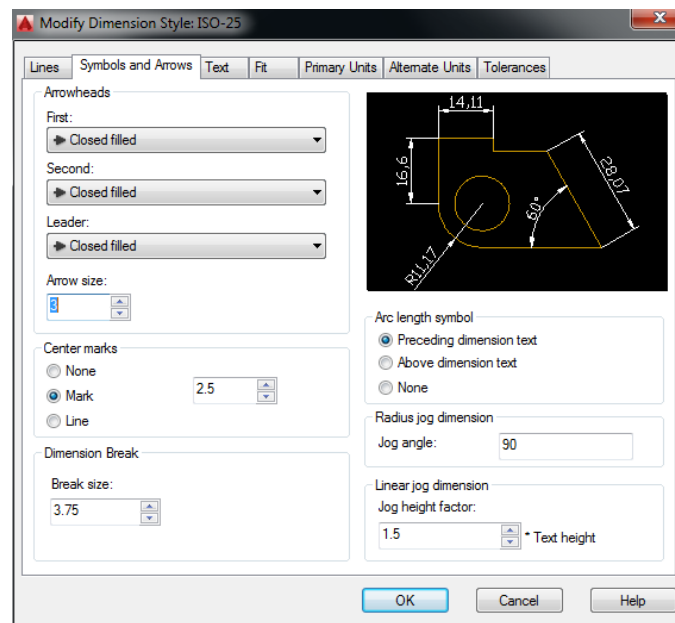 Modify Dimension Style: ISO-25
X
Lines Symbols and Arrows Text Fit Primary Units Alternate Units Tolerances
Arrowheads
First:
Closed filled
Second:
Closed filled
Leader:
Closed filled
Arrow size:
3
Center marks
None
Mark
2.5
Line
Dimension Break
Break size:
3.75
14,11
16,6
28,07
60°
R11,17
Arc length symbol
Preceding dimension text
Above dimension text
None
Radius jog dimension
Jog angle: 90
Linear jog dimension
Jog height factor:
1.5 * Text height
OK Cancel Help